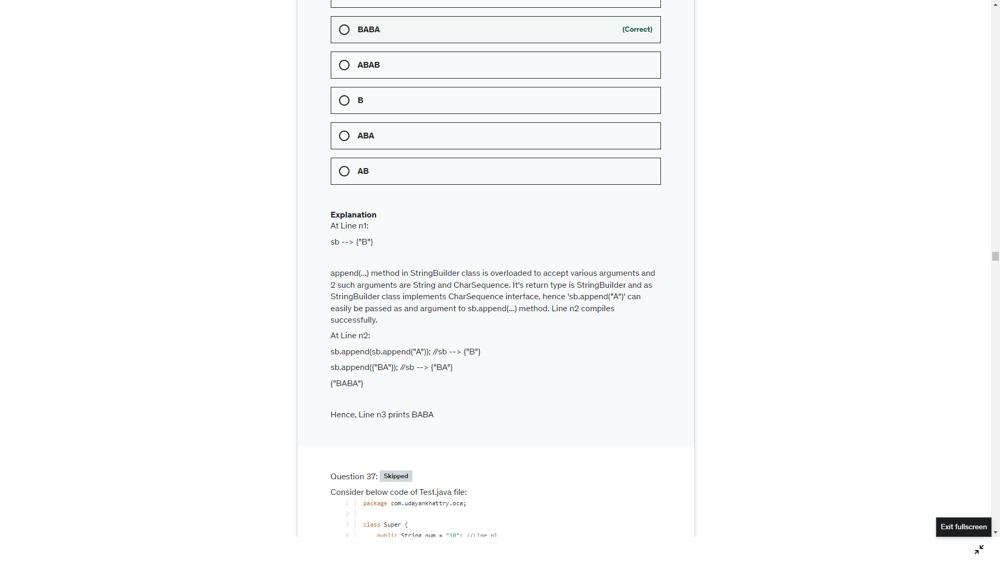 BABA (Correct)
ABAB
B
ABA
AB
Explanation
At Line n1:
sb --> {"B"}
append(...) method in StringBuilder class is overloaded to accept various arguments and
2 such arguments are String and CharSequence. It's return type is StringBuilder and as
StringBuilder class implements CharSequence interface, hence 'sb.append("A")' can
easily be passed as and argument to sb.append(...) method. Line n2 compiles
successfully.
At Line n2:
sb.append(sb.append("A")); //sb --> {"B"}
sb.append({"BA"}); //sb --> {"BA"}
{"BABA"}
Hence, Line n3 prints BABA
Question 37: Skipped
Consider below code of Test.java file:
1 package com.udayankhattry.oca;
2
3 class Super {
4 public String num = "10"; //Line n1
Exit fullscreen